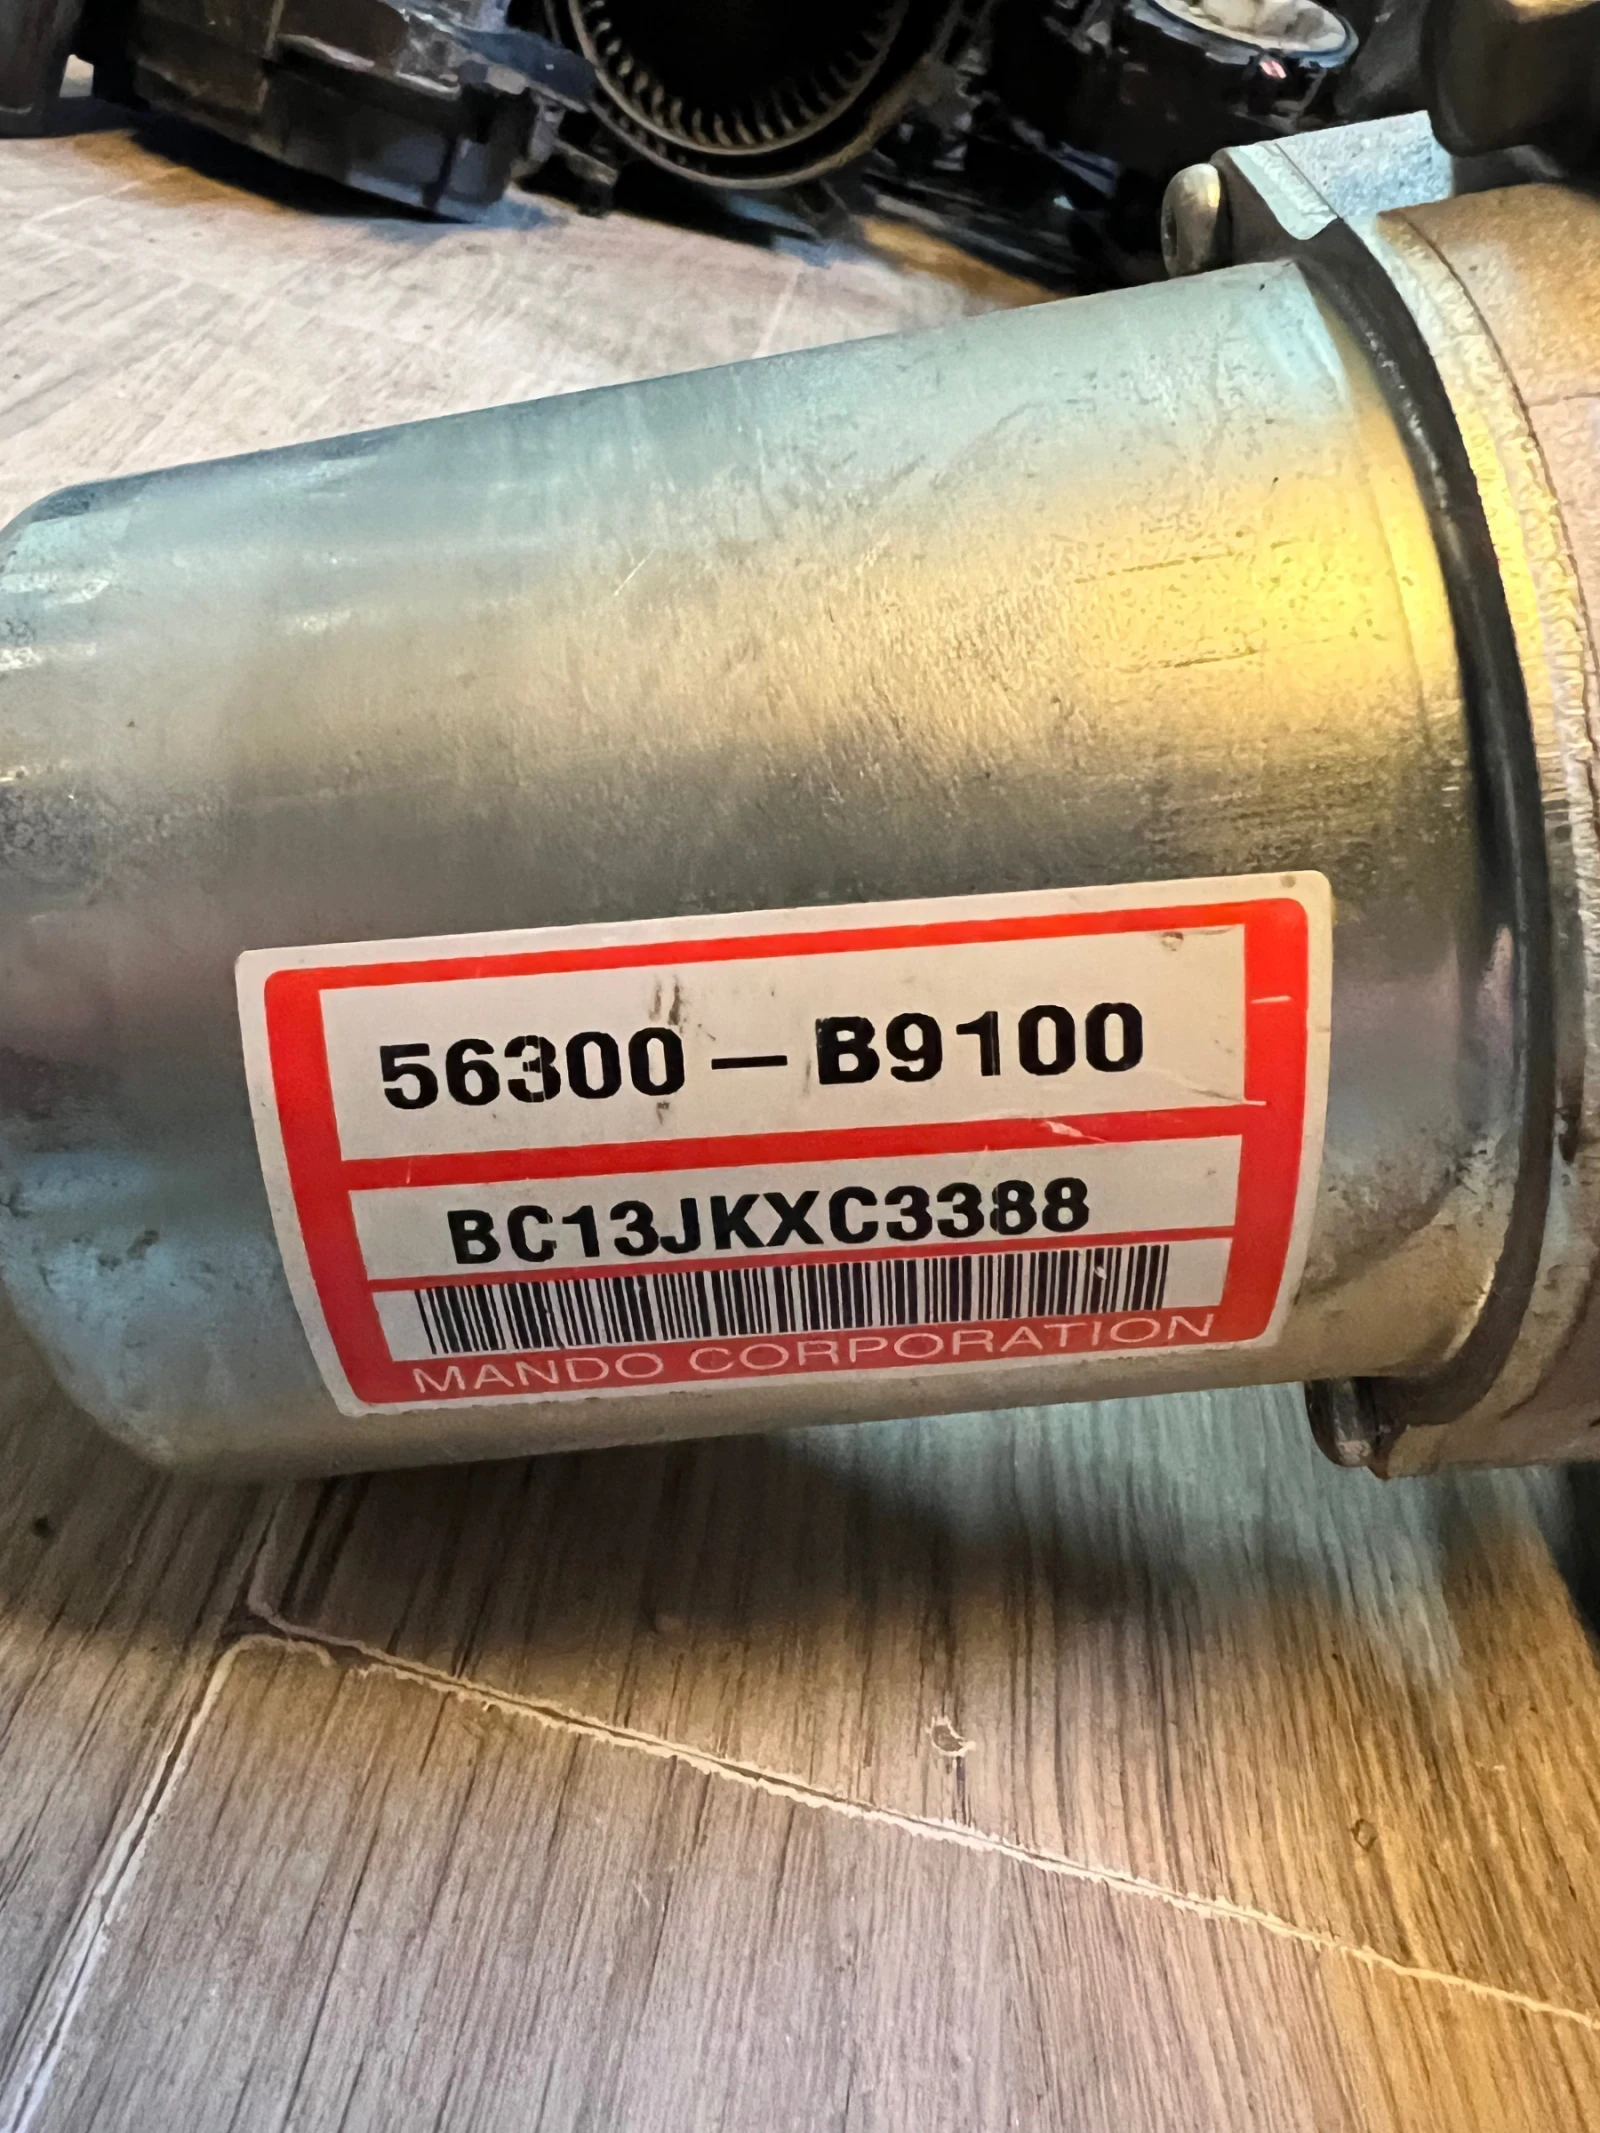 56300-B9100
BC13JKXC3388
MANDO CORPORATION